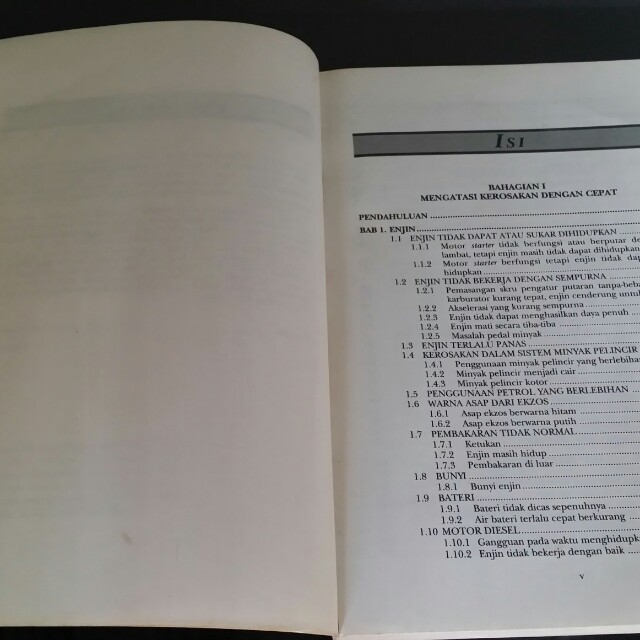 ISI
BAHAGIAN I
MENGATASI KEROSAKAN DENGAN CEPAT
PENDAHULUAN
BAB 1. ENJIN
1.1 ENJIN TIDAK DAPAT ATAU SUKAR DIHIDUPKAN
1.1.1 Motor starter tidak berfungsi atau berputar de
lambat, tetapi enjin masih tidak dapat dihidupkan
1.1.2 Motor starter berfungsi tetapi enjin tidak dap
hidupkan
1.2 ENJIN TIDAK BEKERJA DENGAN SEMPURNA
1.2.1 Pemasangan skru pengatur putaran tanpa-beba
karburator kurang tepat, enjin cenderung untu
1.2.2 Akselerasi yang kurang sempurna
1.2.3 Enjin tidak dapat menghasilkan daya penuh
1.2.4 Enjin mati secara tiba-tiba
1.2.5 Masalah pedal minyak
1.3 ENJIN TERLALU PANAS
1.4 KEROSAKAN DALAM SISTEM MINYAK PELINCIR
1.4.1 Penggunaan minyak pelincir yang berlebihan
1.4.2 Minyak pelincir menjadi cair
1.4.3 Minyak pelincir kotor
1.5 PENGGUNAAN PETROL YANG BERLEBIHAN
1.6 WARNA ASAP DARI EKZOS
1.6.1 Asap ekzos berwarna hitam
1.6.2 Asap ekzos berwarna putih
1.7 PEMBAKARAN TIDAK NORMAL
1.7.1 Ketukan
1.7.2 Enjin masih hidup
1.7.3 Pembakaran di luar
1.8 BUNYI
1.8.1 Bunyi enjin
1.9 BATERI
1.9.1 Bateri tidak dicas sepenuhnya
1.9.2 Air bateri terlalu cepat berkurang
1.10 MOTOR DIESEL
1.10.1 Gangguan pada waktu menghidupk
1.10.2 Enjin tidak bekerja dengan baik
v